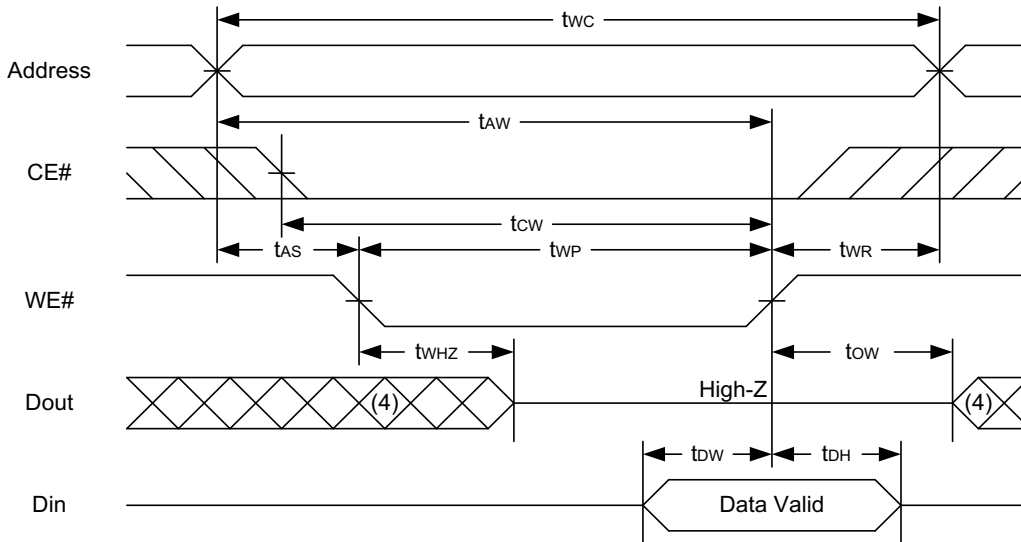 tWC
Address
tAW
CE#
tCW
tAS tWP tWR
WE#
tWHZ tOW
High-Z
Dout (4) (4)
tDW tDH
Din Data Valid